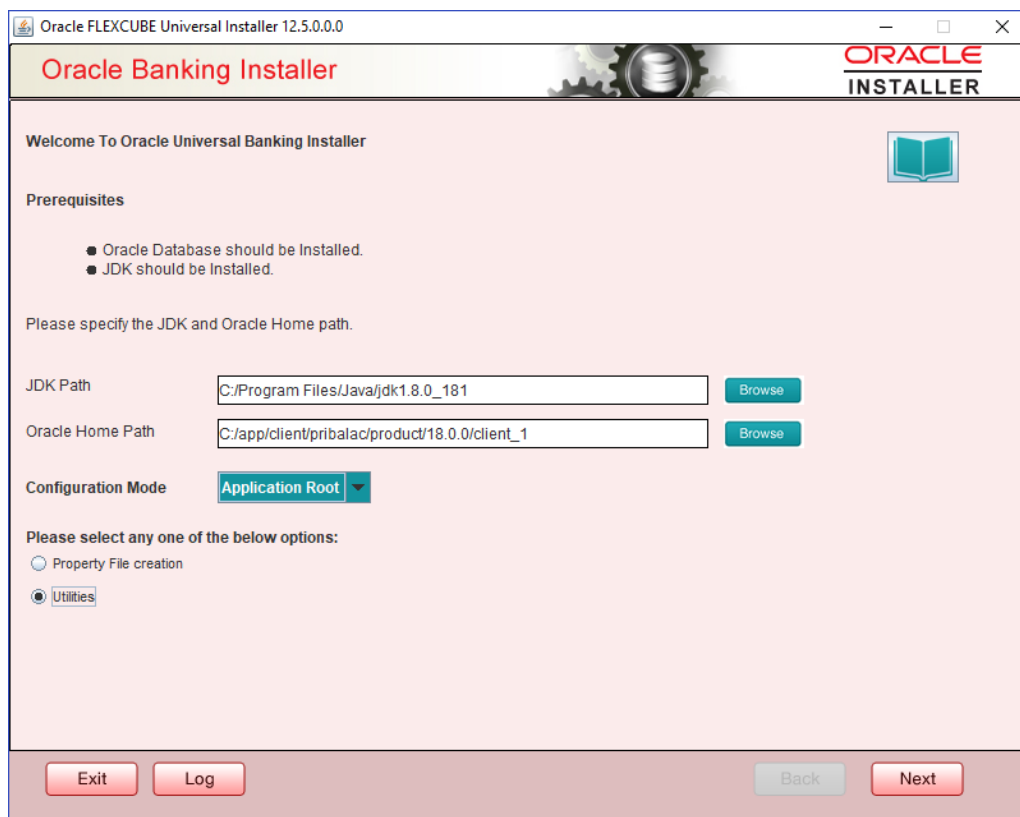 Oracle FLEXCUBE Universal Installer 12.5.0.0.0
Oracle Banking Installer
ORACLE
INSTALLER
Welcome To Oracle Universal Banking Installer
Prerequisites
Oracle Database should be Installed.
JDK should be Installed.
Please specify the JDK and Oracle Home path.
JDK Path
C:/Program Files/Java/jdk1.8.0_181
Browse
Oracle Home Path
C:/app/client/pribalac/product/18.0.0/client_1
Browse
Configuration Mode
Application Root
Please select any one of the below options:
Property File creation
Utilities
Exit
Log
Back
Next